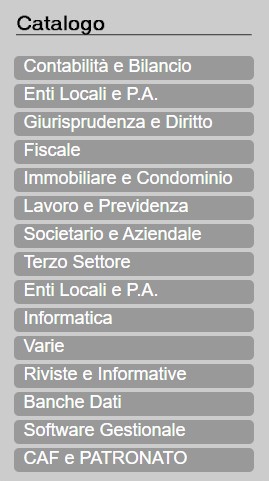 Catalogo
Contabilità e Bilancio
Enti Locali e P.A.
Giurisprudenza e Diritto
Fiscale
Immobiliare e Condominio
Lavoro e Previdenza
Societario e Aziendale
Terzo Settore
Enti Locali e P.A.
Informatica
Varie
Riviste e Informative
Banche Dati
Software Gestionale
CAF e PATRONATO